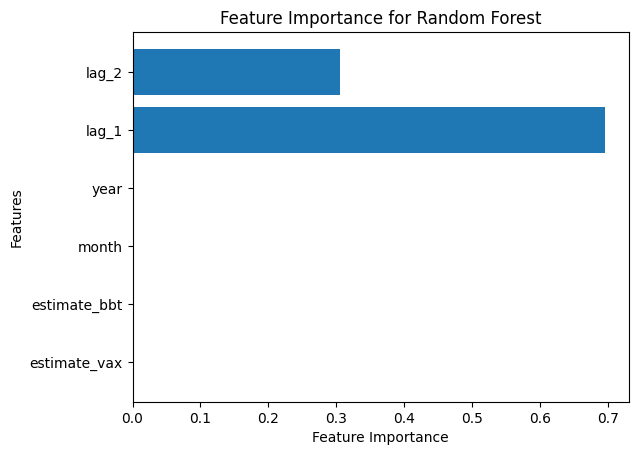 Feature Importance for Random Forest
lag_2
lag_1
year
month
estimate_bbt
estimate_vax
Features
0.0 0.1 0.2 0.3 0.4 0.5 0.6 0.7
Feature Importance